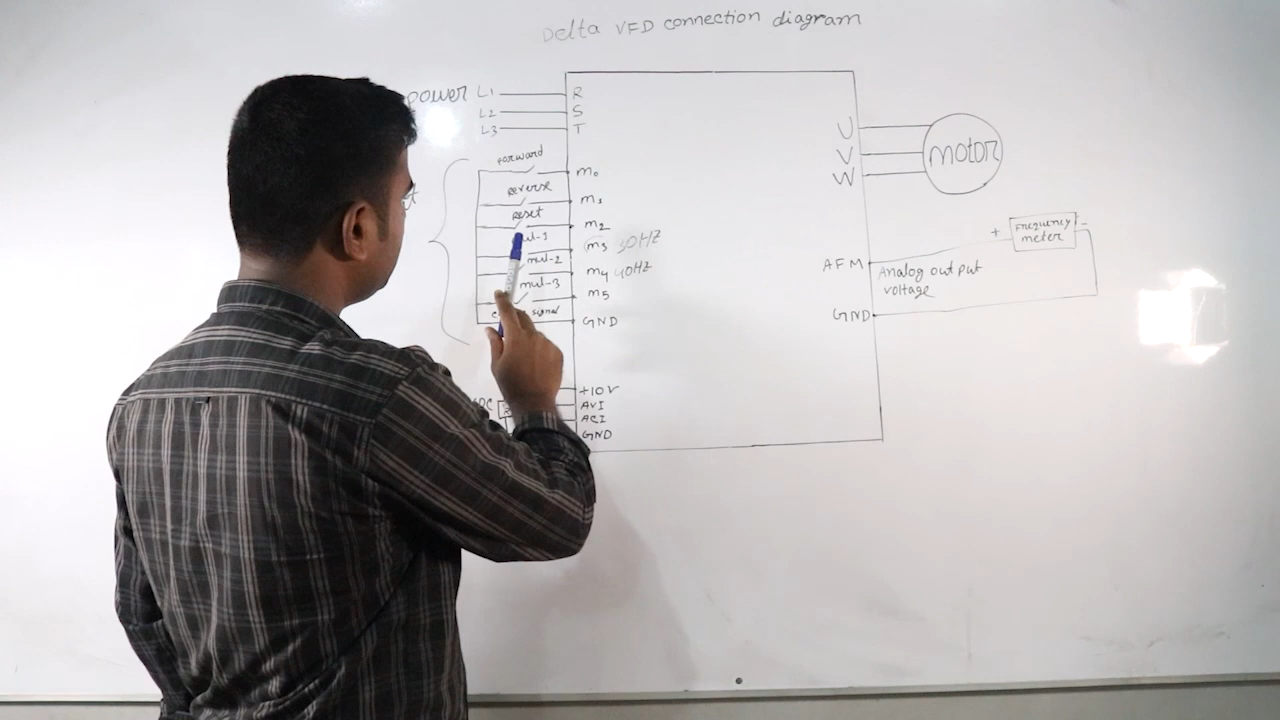 Delta VFD connection diagram
power L1 R
L2 S
L3 T
forward m0
Reverse m1
Reset m2
m3 30HZ
mul-2 m4 40HZ
mul-3 m5
signal GND
+10V
AVI
ACI
GND
U
V
W
motor
AFM
Analog out put
voltage
GND
+ Frequency -
meter